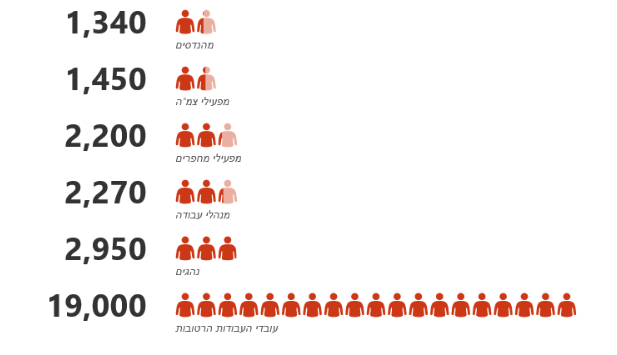 1,340
מהנדסים
1,450
מפעילי צמ"ה
2,200
מפעילי מחפרים
2,270
מנהלי עבודה
2,950
נהגים
19,000
עובדי העבודות הרטובות